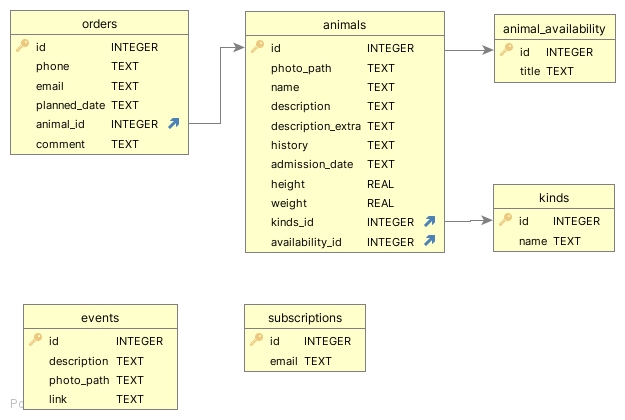 orders
id INTEGER
phone TEXT
email TEXT
planned_date TEXT
animal_id INTEGER
comment TEXT
animals
id INTEGER
photo_path TEXT
name TEXT
description TEXT
description_extra TEXT
history TEXT
admission_date TEXT
height REAL
weight REAL
kinds_id INTEGER
availability_id INTEGER
animal_availability
id INTEGER
title TEXT
kinds
id INTEGER
name TEXT
events
id INTEGER
description TEXT
photo_path TEXT
link TEXT
subscriptions
id INTEGER
email TEXT